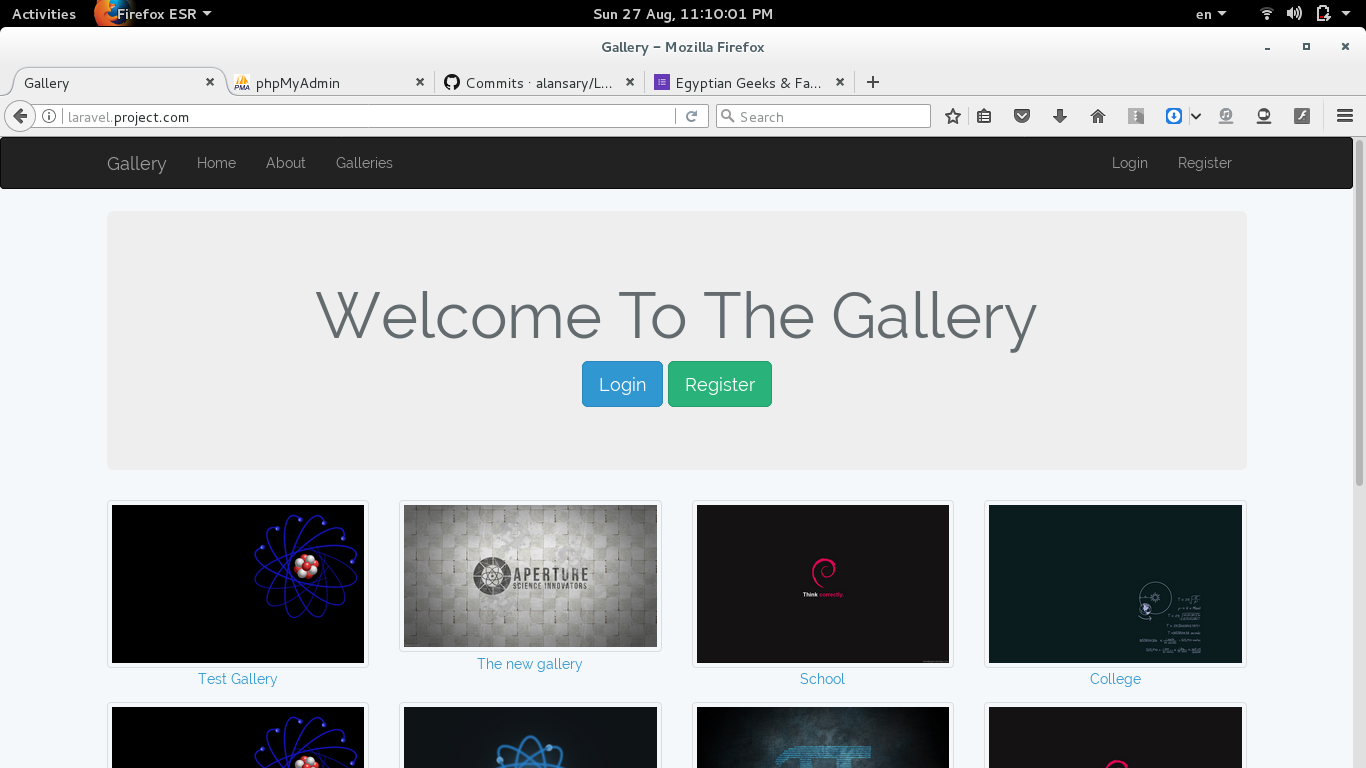 Activities
Firefox ESR
Sun 27 Aug, 11:10:01 PM
en
Gallery – Mozilla Firefox
Gallery
phpMyAdmin
Commits · alansary/L...
Egyptian Geeks & Fa...
laravel.project.com
Search
Gallery
Home
About
Galleries
Login
Register
Welcome To The Gallery
Login
Register
APERTURE
SCIENCE INNOVATORS
Think correctly
Test Gallery
The new gallery
School
College